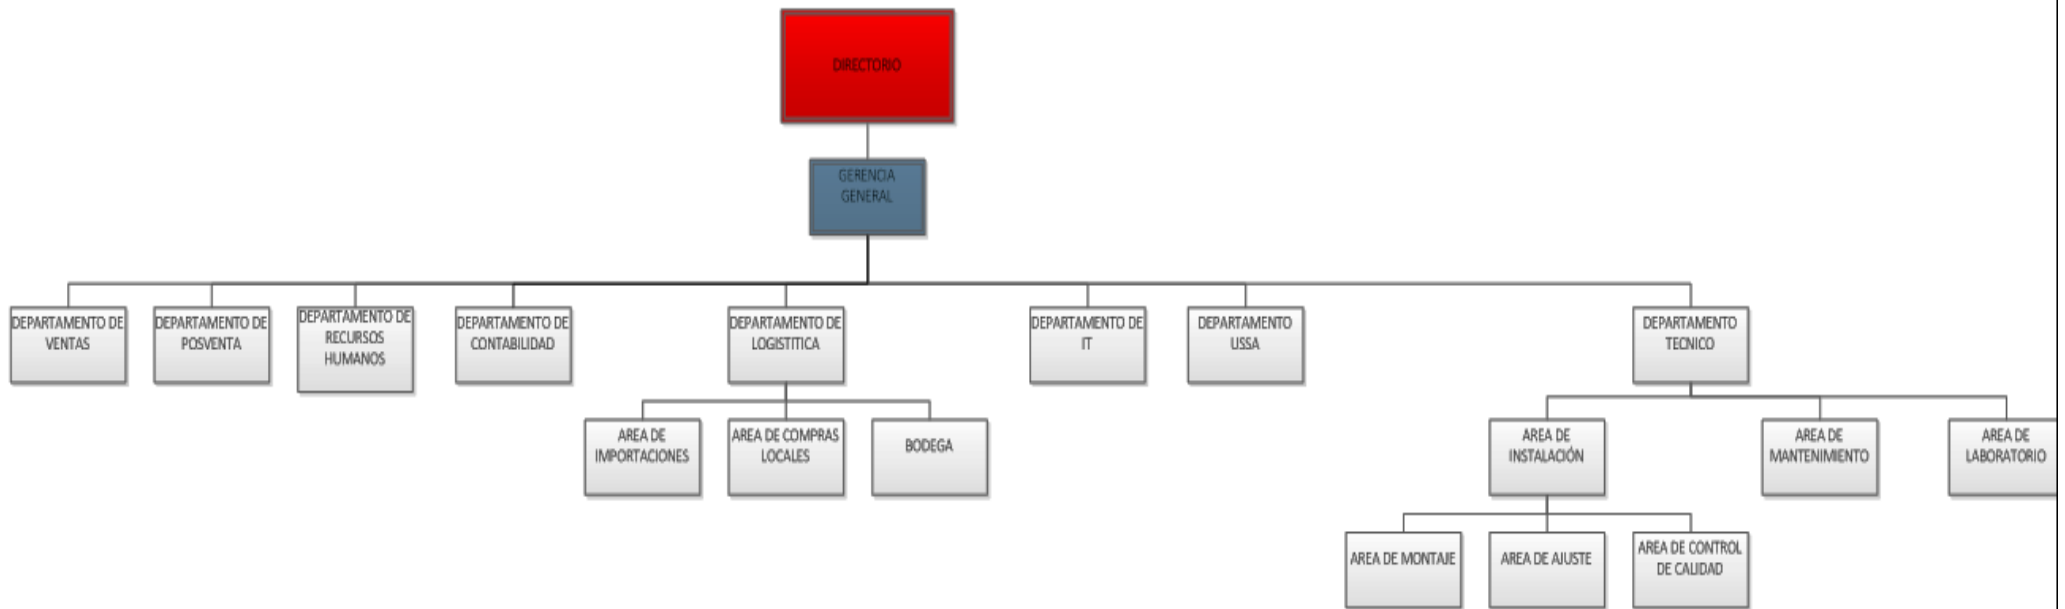 DIRECTORIO
GERENCIA
GENERAL
DEPARTAMENTO DE
VENTAS
DEPARTAMENTO DE
POSVENTA
DEPARTAMENTO DE
RECURSOS
HUMANOS
DEPARTAMENTO DE
CONTABILIDAD
DEPARTAMENTO DE
LOGISTITICA
DEPARTAMENTO DE
IT
DEPARTAMENTO
USSA
DEPARTAMENTO
TECNICO
AREA DE
IMPORTACIONES
AREA DE COMPRAS
LOCALES
BODEGA
AREA DE
INSTALACIÓN
AREA DE
MANTENIMIENTO
AREA DE
LABORATORIO
AREA DE MONTAJE
AREA DE AJUSTE
AREA DE CONTROL
DE CALIDAD